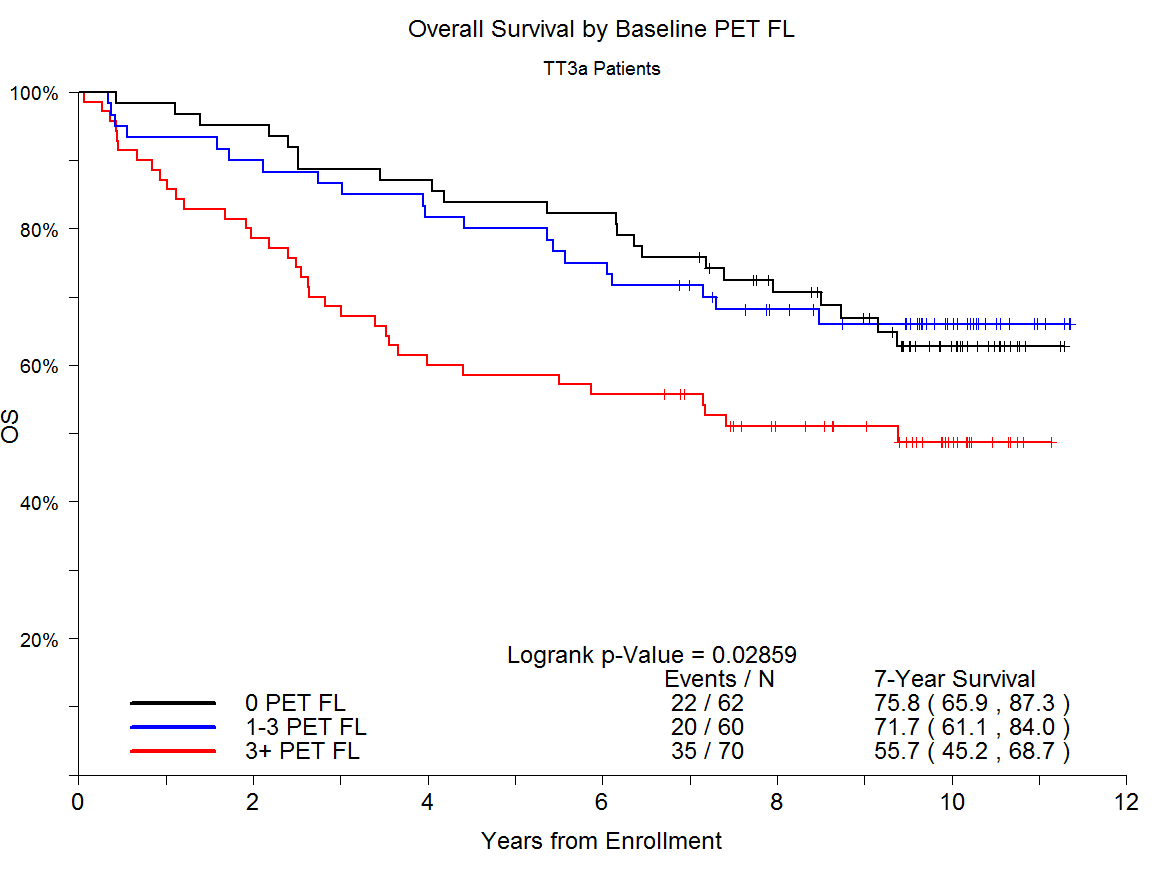 Overall Survival by Baseline PET FL
TT3a Patients
100%
80%
60%
40%
20%
OS
Logrank p-Value = 0.02859
Events / N 7-Year Survival
0 PET FL 22 / 62 75.8 ( 65.9 , 87.3 )
1-3 PET FL 20 / 60 71.7 ( 61.1 , 84.0 )
3+ PET FL 35 / 70 55.7 ( 45.2 , 68.7 )
0 2 4 6 8 10 12
Years from Enrollment